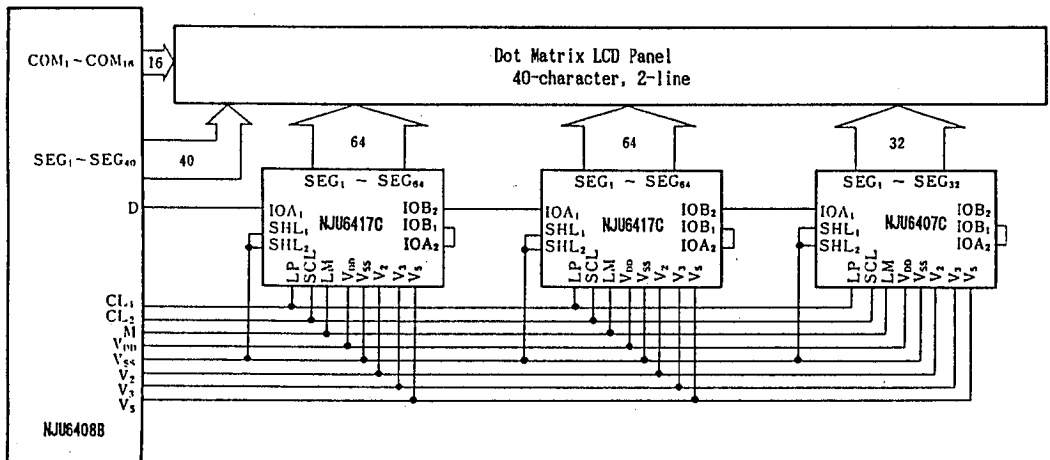 Dot Matrix LCD Panel
40-character, 2-line
COM₁~COM₁₆
16
SEG₁~SEG₄₀
40
64
64
32
D
SEG₁ ~ SEG₆₄
IOA₁
IOB₂
SHL₁
IOB₁
SHL₂
IOA₂
NJU6417C
LP
SCL
LM
V_DD
V_SS
V₂
V₃
V₅
SEG₁ ~ SEG₆₄
IOA₁
IOB₂
SHL₁
IOB₁
SHL₂
IOA₂
NJU6417C
LP
SCL
LM
V_DD
V_SS
V₂
V₃
V₅
SEG₁ ~ SEG₃₂
IOA₁
IOB₂
SHL₁
IOB₁
SHL₂
IOA₂
NJU6407C
LP
SCL
LM
V_DD
V_SS
V₂
V₃
V₅
CL₁
CL₂
M
V_DD
V_SS
V₂
V₃
V₅
NJU6408B